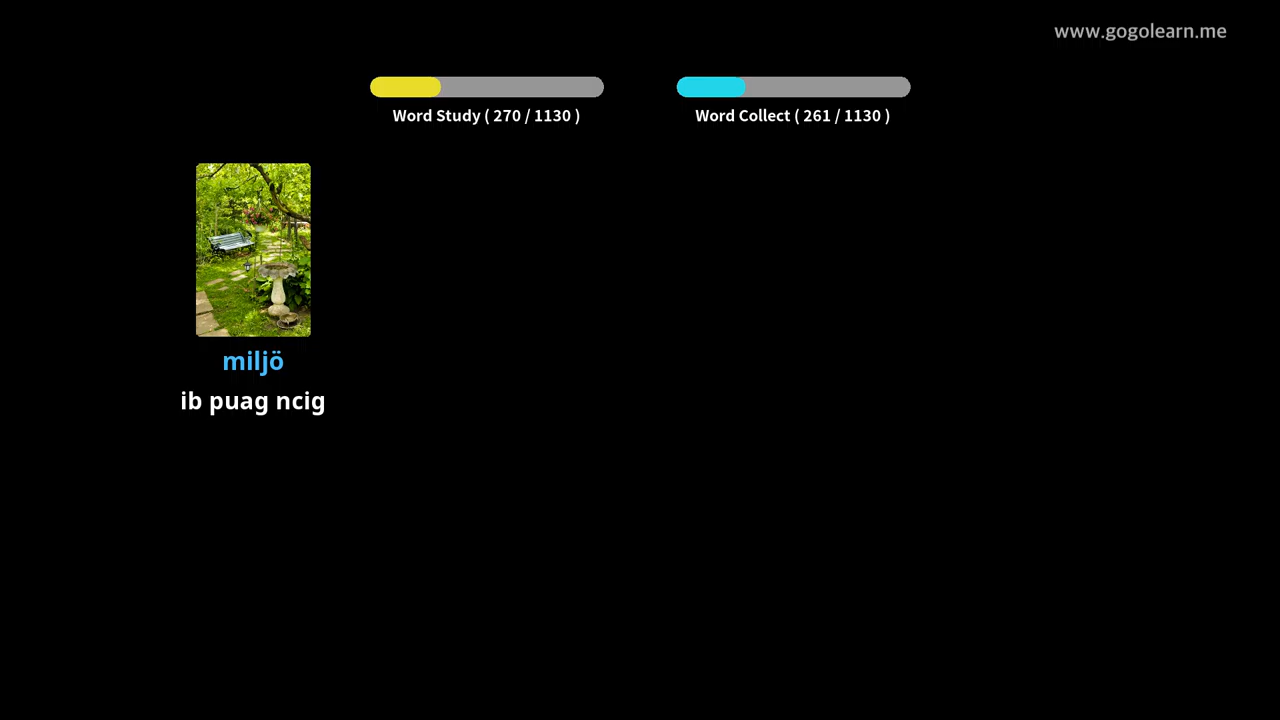 www.gogolearn.me
Word Study ( 270 / 1130 )
Word Collect ( 261 / 1130 )
miljö
ib puag ncig